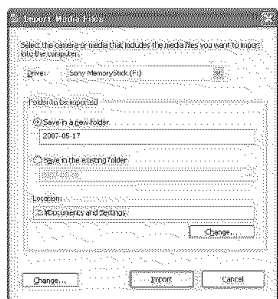 Import Media Files
Select the camera or media that includes the media files you want to import
into the computer.
Drive: Sony MemoryStick (F:)
Folder to be imported
Save in a new folder
2007-05-17
Save in the existing folder
Location:
C:¥Documents and Settings¥
Change...
Change... Import Cancel